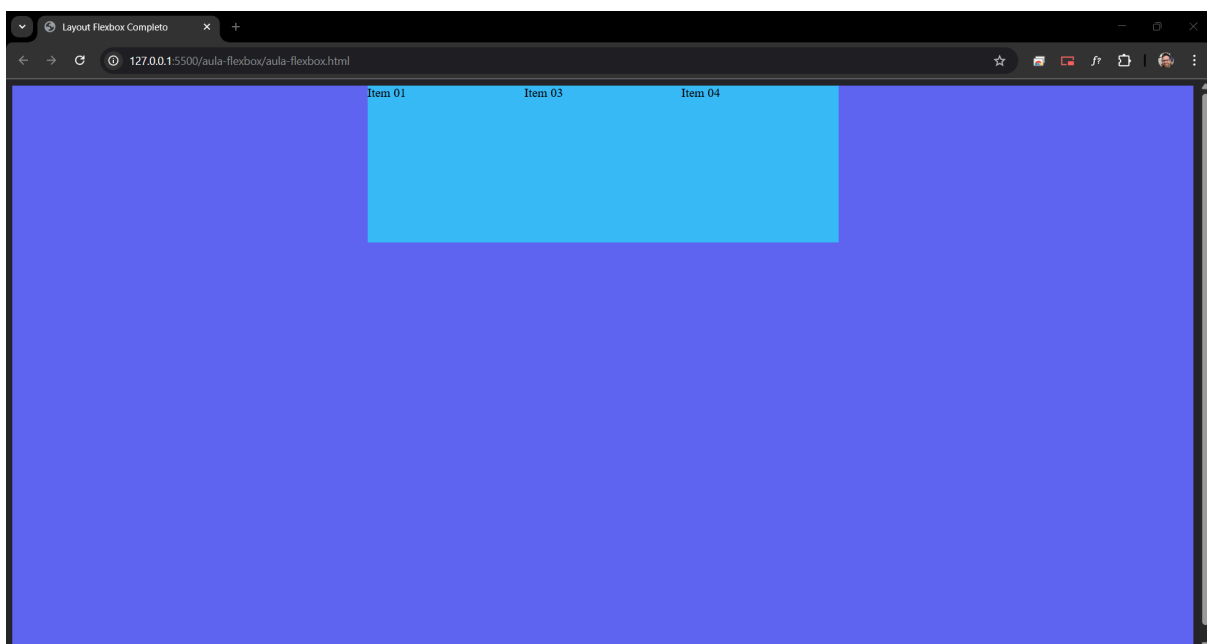 Layout Flexbox Completo
127.0.0.1:5500/aula-flexbox/aula-flexbox.html
Item 01 Item 03 Item 04